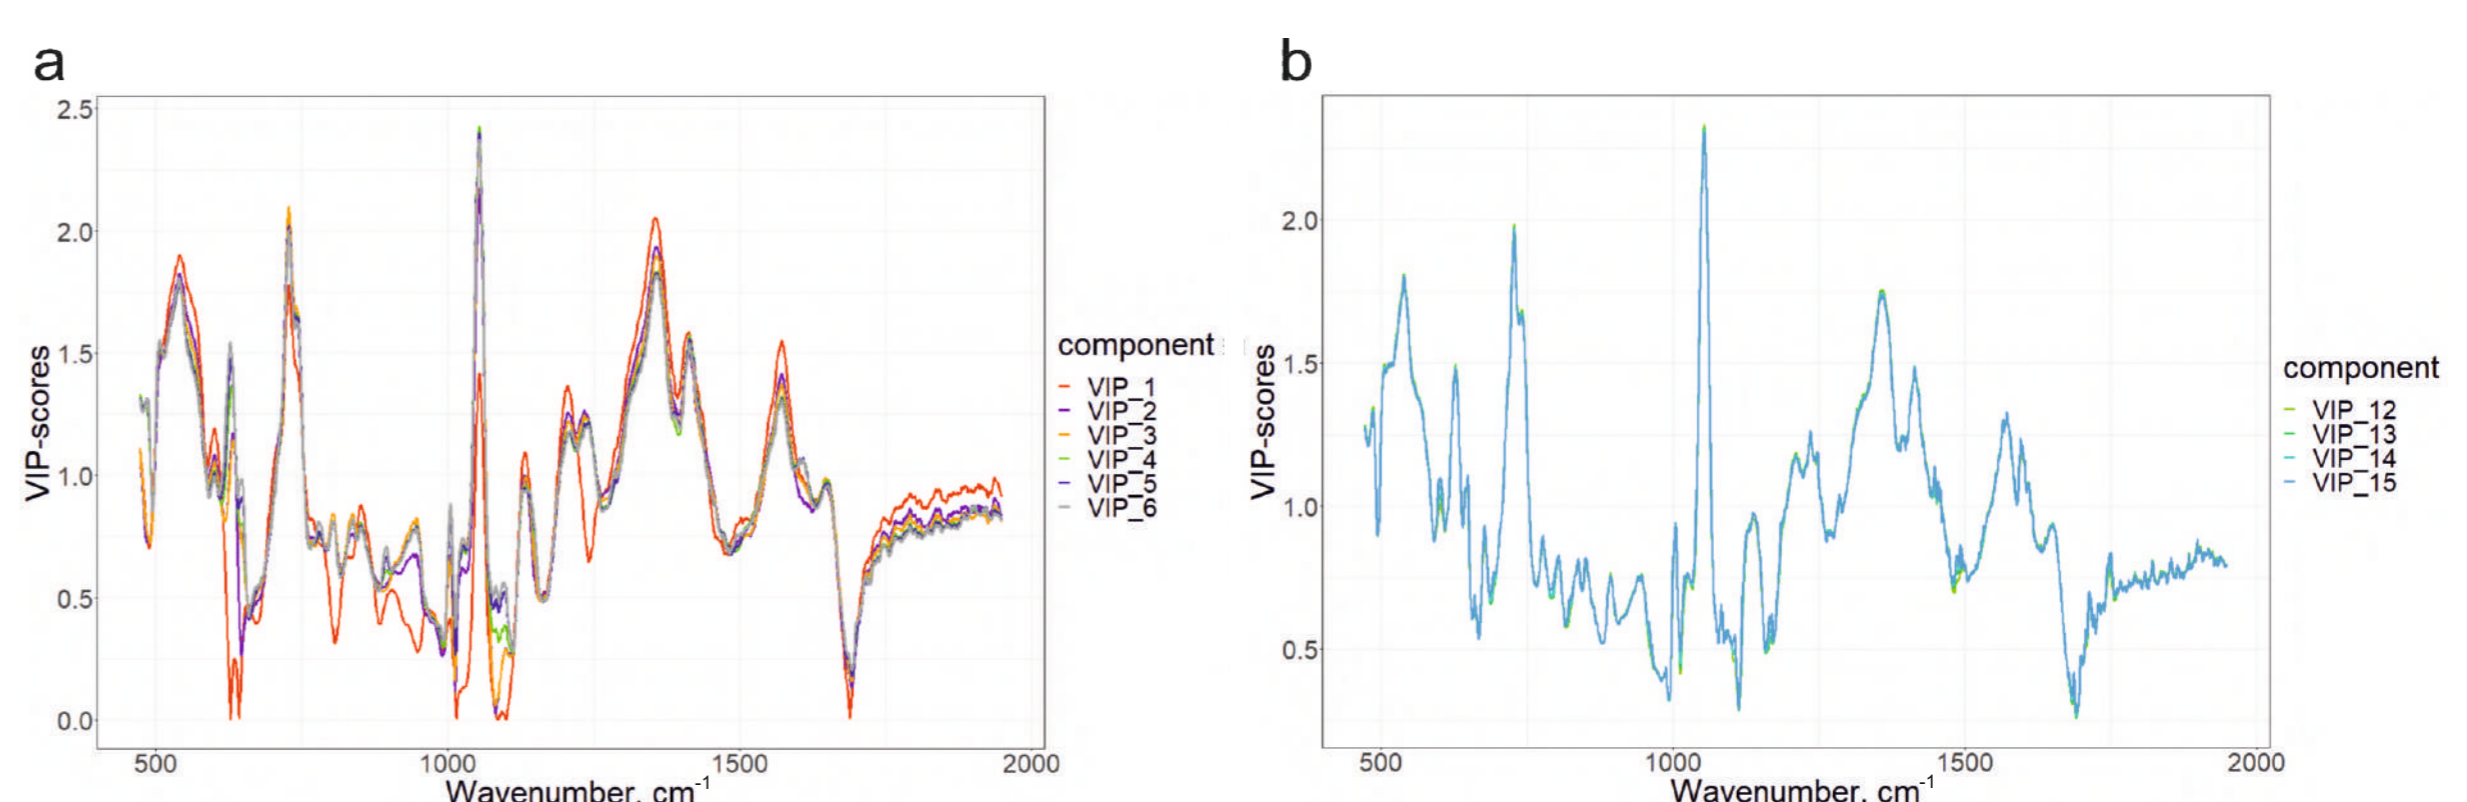 a
2.5
2.0
1.5
1.0
0.5
0.0
VIP-scores
500 1000 1500 2000
Wavenumber, cm-1
component
VIP_1
VIP_2
VIP_3
VIP_4
VIP_5
VIP_6
b
2.0
1.5
1.0
0.5
VIP-scores
500 1000 1500 2000
Wavenumber, cm-1
component
VIP_12
VIP_13
VIP_14
VIP_15